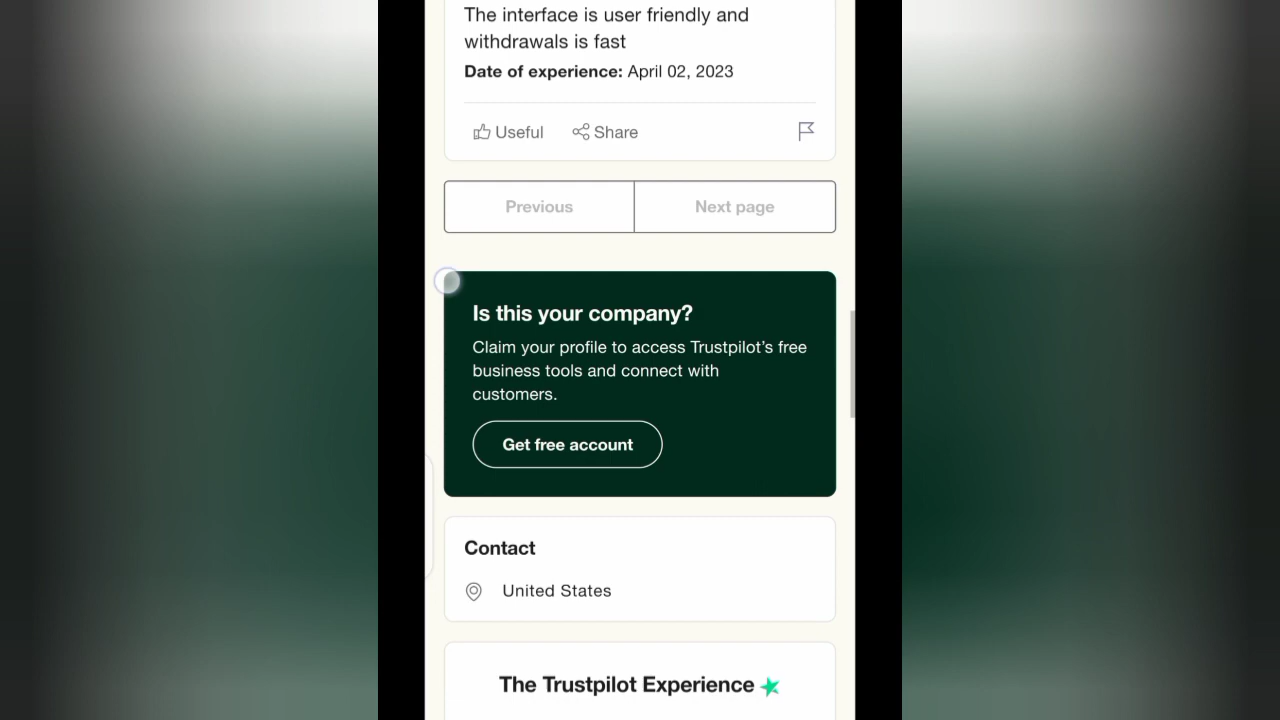 The interface is user friendly and
withdrawals is fast
Date of experience: April 02, 2023
Useful Share
Previous Next page
Is this your company?
Claim your profile to access Trustpilot’s free
business tools and connect with
customers.
Get free account
Contact
United States
The Trustpilot Experience